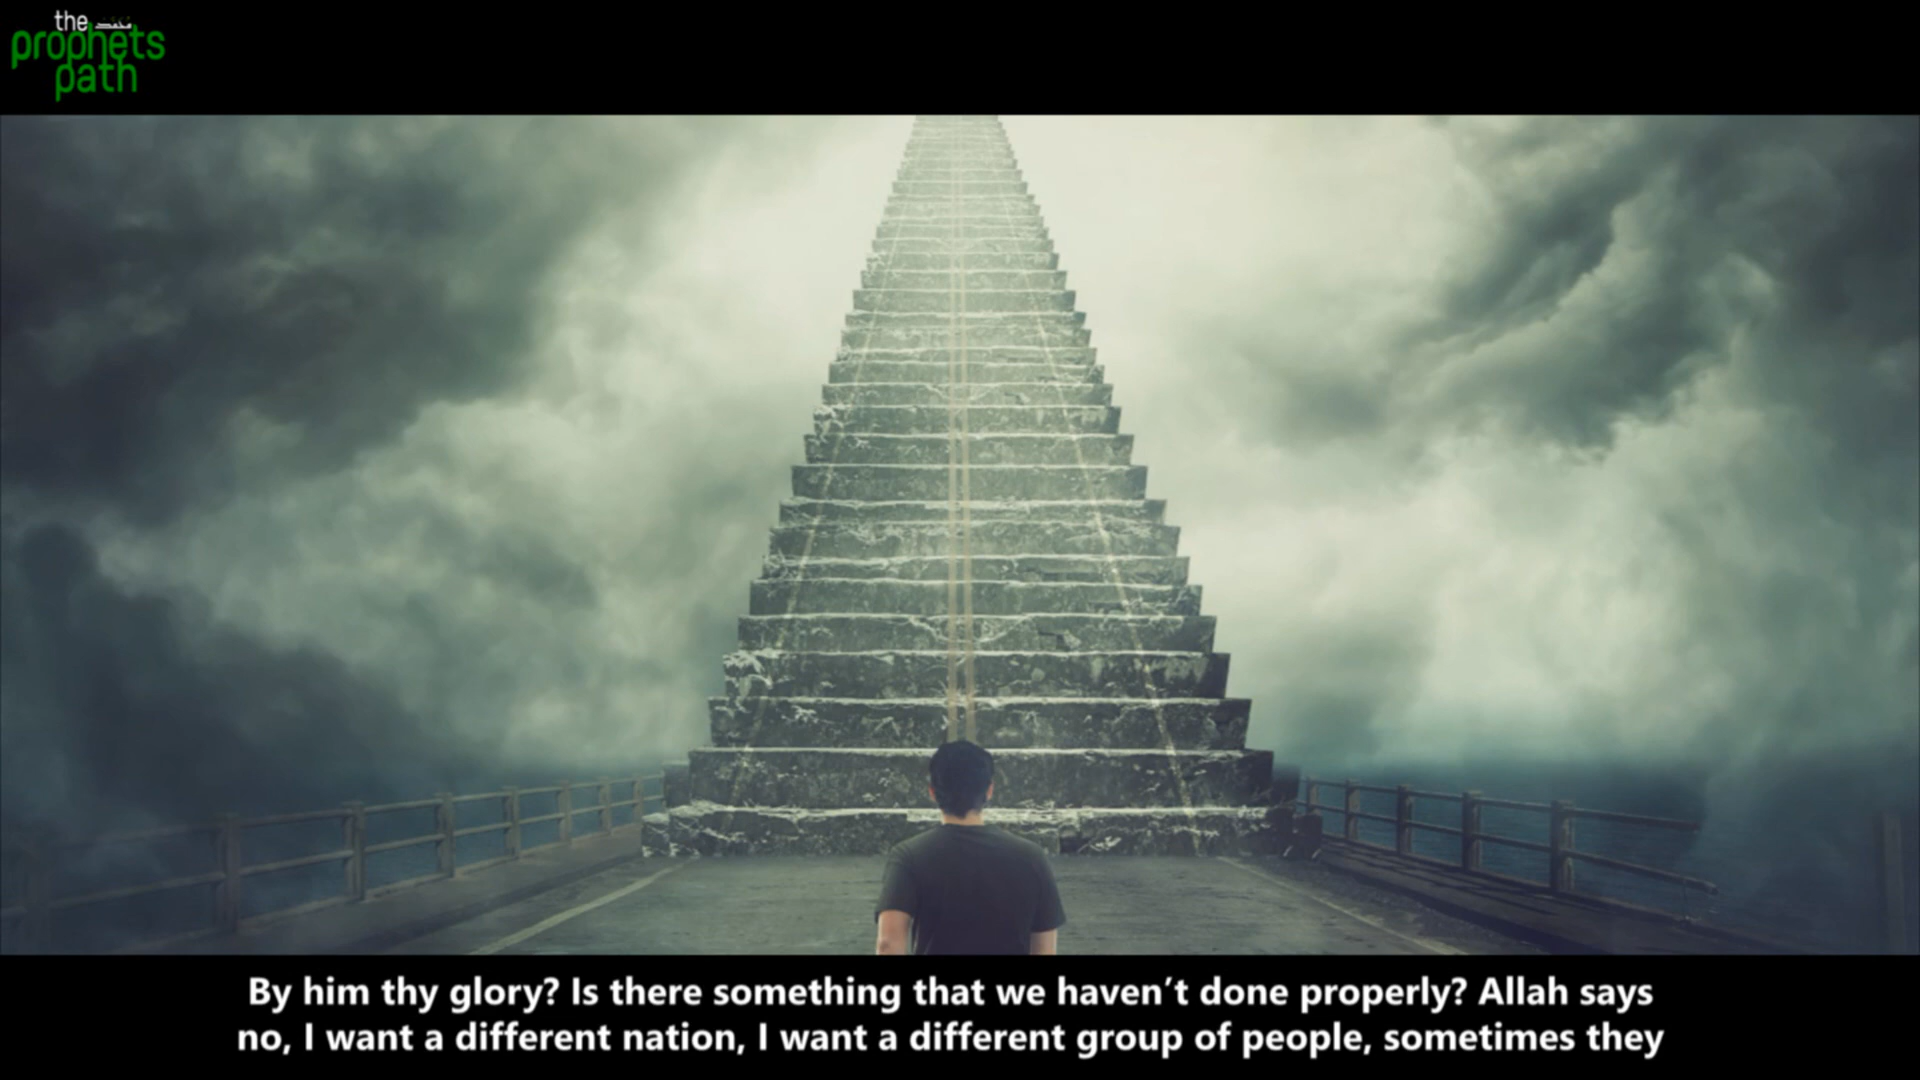 the محمد
prophets
path
By him thy glory? Is there something that we haven’t done properly? Allah says
no, I want a different nation, I want a different group of people, sometimes they